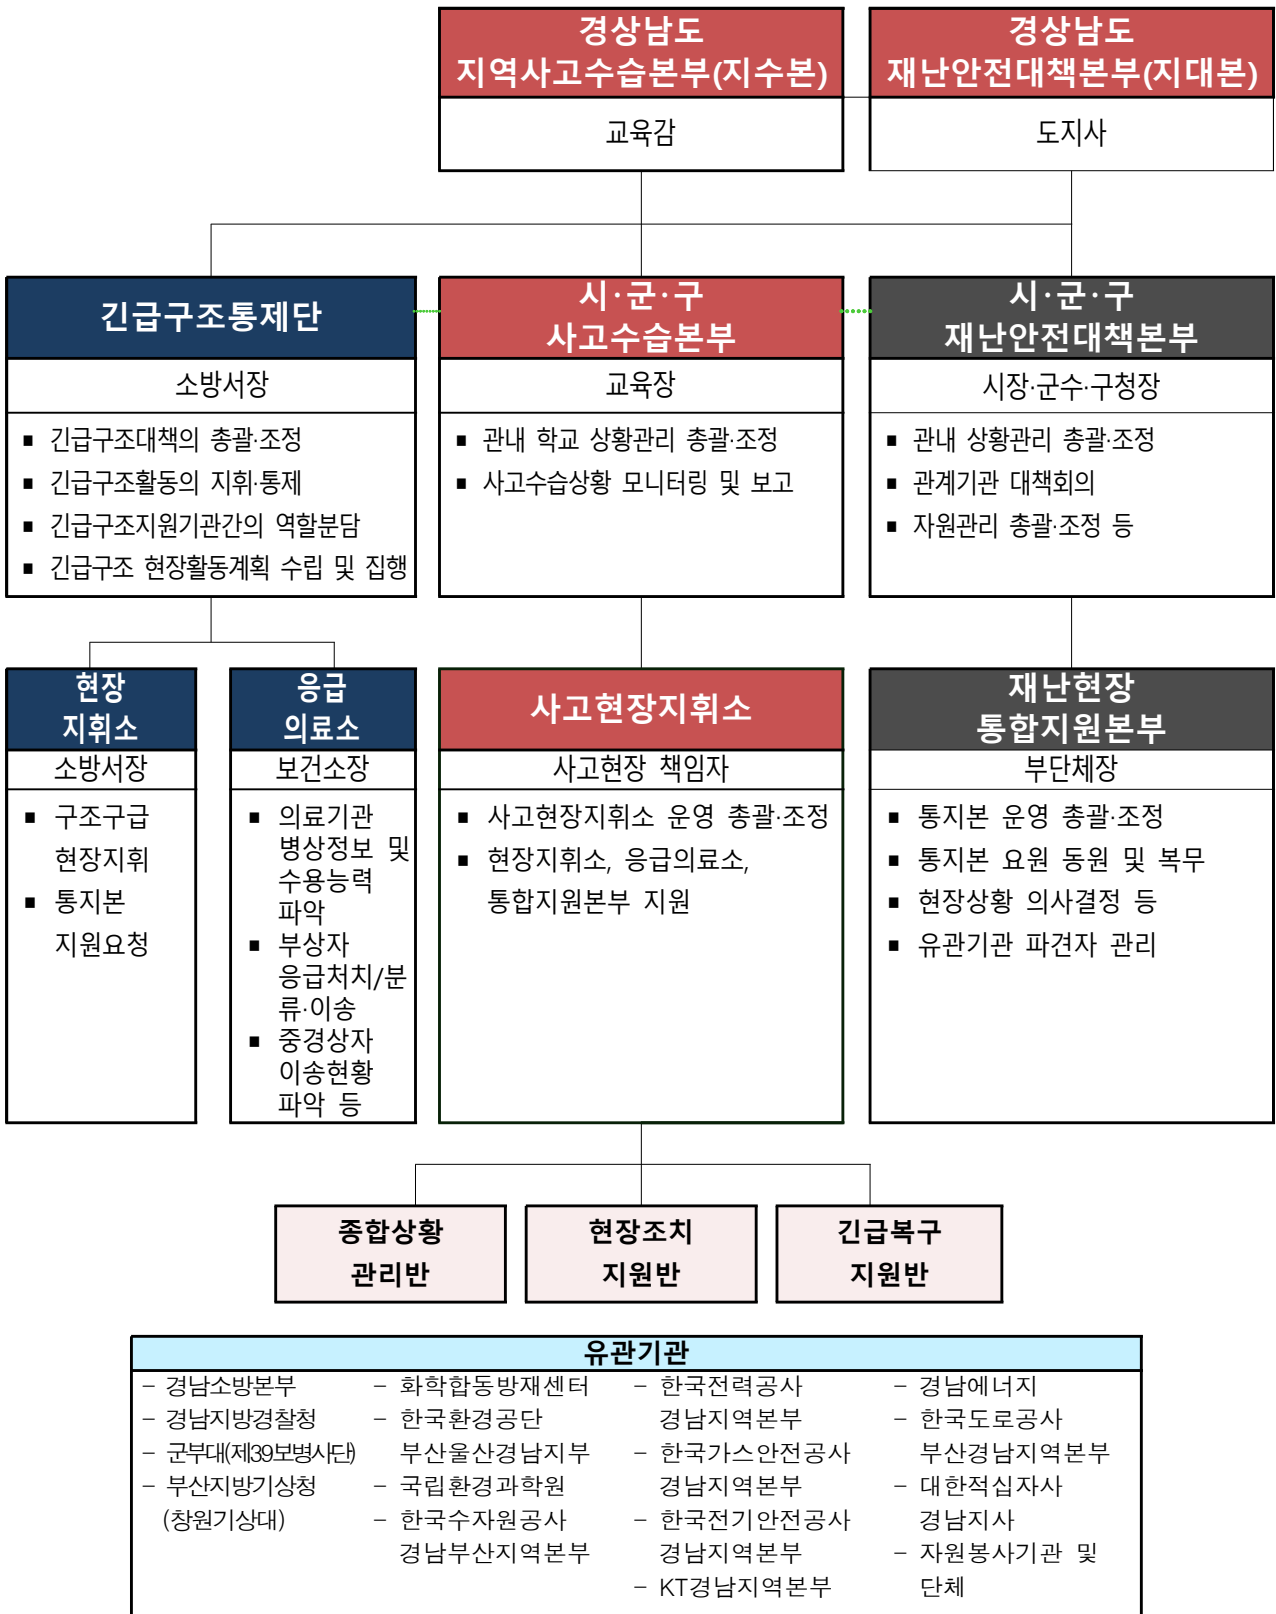 경상남도
지역사고수습본부(지수본)
교육감
경상남도
재난안전대책본부(지대본)
도지사
긴급구조통제단
소방서장
▪ 긴급구조대책의 총괄·조정
▪ 긴급구조활동의 지휘·통제
▪ 긴급구조지원기관간의 역할분담
▪ 긴급구조 현장활동계획 수립 및 집행
시·군·구
사고수습본부
교육장
▪ 관내 학교 상황관리 총괄·조정
▪ 사고수습상황 모니터링 및 보고
시·군·구
재난안전대책본부
시장·군수·구청장
▪ 관내 상황관리 총괄·조정
▪ 관계기관 대책회의
▪ 자원관리 총괄·조정 등
현장
지휘소
소방서장
▪ 구조구급
현장지휘
▪ 통지본
지원요청
응급
의료소
보건소장
▪ 의료기관
병상정보 및
수용능력
파악
▪ 부상자
응급처치/분
류·이송
▪ 중경상자
이송현황
파악 등
사고현장지휘소
사고현장 책임자
▪ 사고현장지휘소 운영 총괄·조정
▪ 현장지휘소, 응급의료소,
통합지원본부 지원
재난현장
통합지원본부
부단체장
▪ 통지본 운영 총괄·조정
▪ 통지본 요원 동원 및 복무
▪ 현장상황 의사결정 등
▪ 유관기관 파견자 관리
종합상황
관리반
현장조치
지원반
긴급복구
지원반
유관기관
– 경남소방본부
– 경남지방경찰청
– 군부대(제39보병사단)
– 부산지방기상청
(창원기상대)
– 화학합동방재센터
– 한국환경공단
부산울산경남지부
– 국립환경과학원
– 한국수자원공사
경남부산지역본부
– 한국전력공사
경남지역본부
– 한국가스안전공사
경남지역본부
– 한국전기안전공사
경남지역본부
– KT경남지역본부
– 경남에너지
– 한국도로공사
부산경남지역본부
– 대한적십자사
경남지사
– 자원봉사기관 및
단체